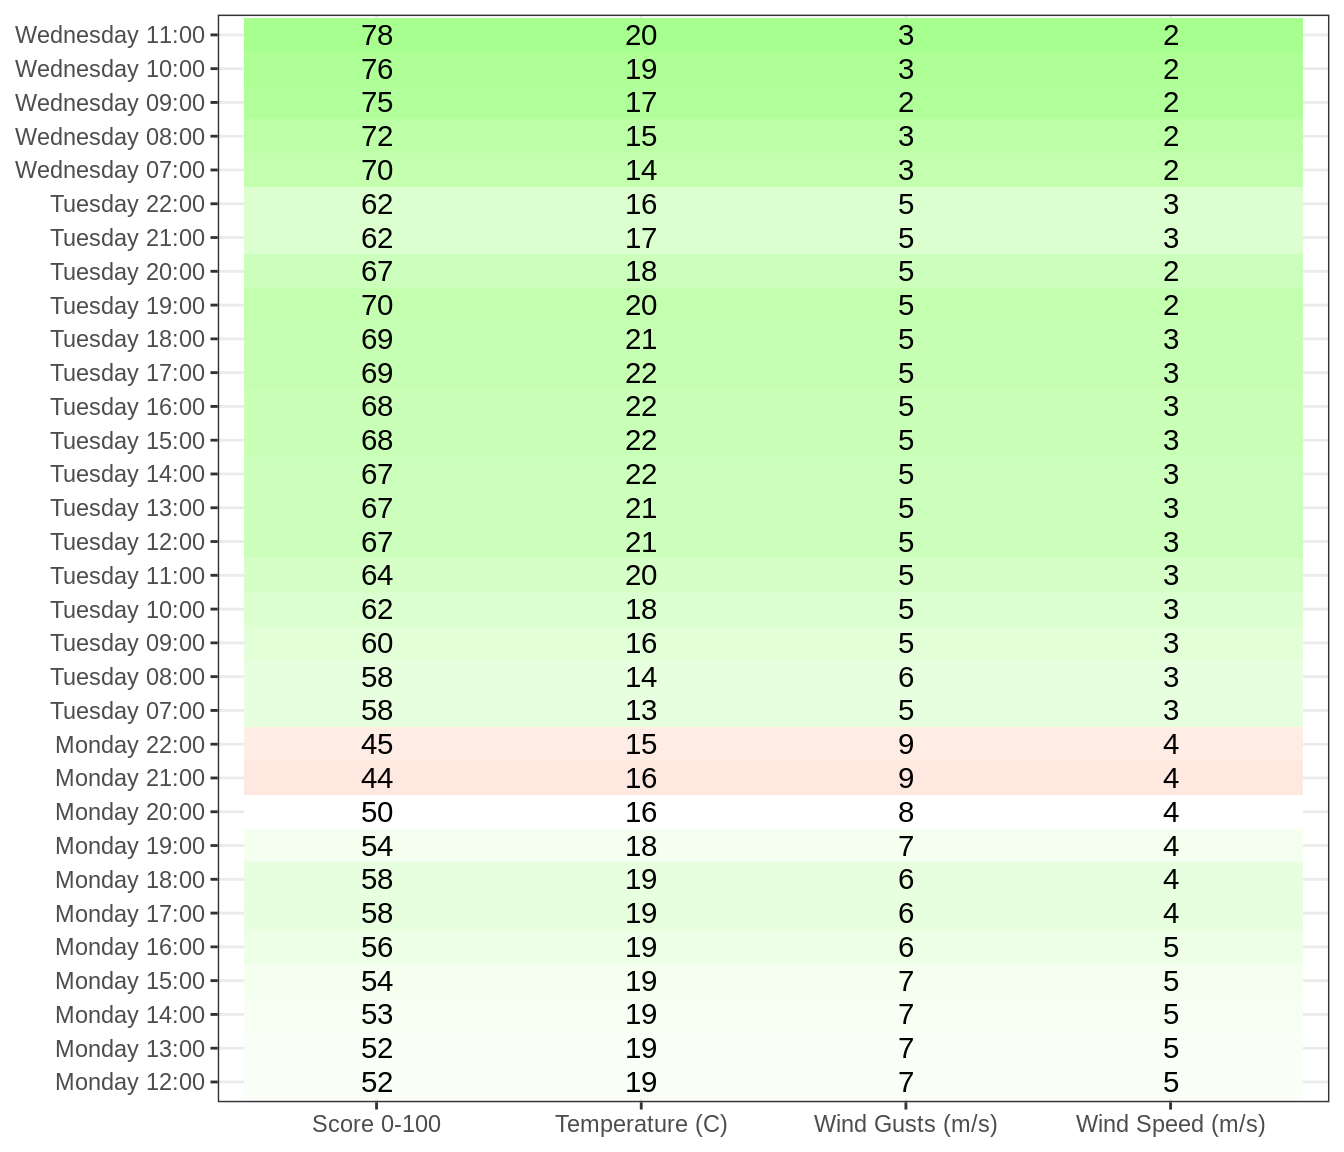 Wednesday 11:00 78 20 3 2
Wednesday 10:00 76 19 3 2
Wednesday 09:00 75 17 2 2
Wednesday 08:00 72 15 3 2
Wednesday 07:00 70 14 3 2
Tuesday 22:00 62 16 5 3
Tuesday 21:00 62 17 5 3
Tuesday 20:00 67 18 5 2
Tuesday 19:00 70 20 5 2
Tuesday 18:00 69 21 5 3
Tuesday 17:00 69 22 5 3
Tuesday 16:00 68 22 5 3
Tuesday 15:00 68 22 5 3
Tuesday 14:00 67 22 5 3
Tuesday 13:00 67 21 5 3
Tuesday 12:00 67 21 5 3
Tuesday 11:00 64 20 5 3
Tuesday 10:00 62 18 5 3
Tuesday 09:00 60 16 5 3
Tuesday 08:00 58 14 6 3
Tuesday 07:00 58 13 5 3
Monday 22:00 45 15 9 4
Monday 21:00 44 16 9 4
Monday 20:00 50 16 8 4
Monday 19:00 54 18 7 4
Monday 18:00 58 19 6 4
Monday 17:00 58 19 6 4
Monday 16:00 56 19 6 5
Monday 15:00 54 19 7 5
Monday 14:00 53 19 7 5
Monday 13:00 52 19 7 5
Monday 12:00 52 19 7 5
Score 0-100 Temperature (C) Wind Gusts (m/s) Wind Speed (m/s)